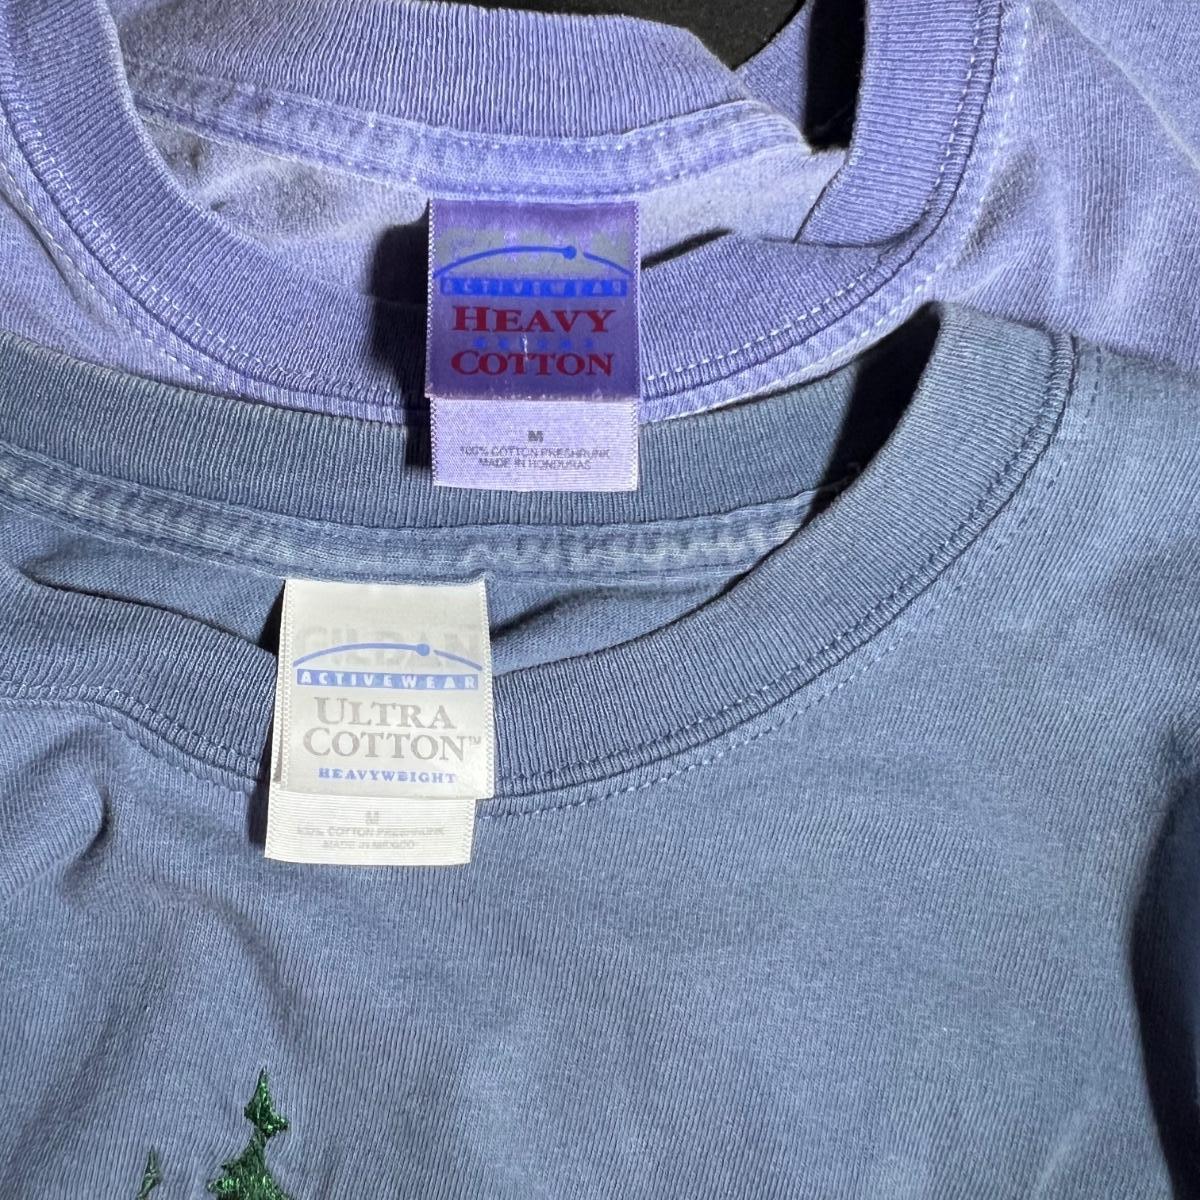 ACTIVEWEAR
HEAVY
COTTON
M
100% COTTON PRESHRUNK
MADE IN HONDURAS
GILDAN
ACTIVEWEAR
ULTRA
COTTON™
HEAVYWEIGHT
M
100% COTTON PRESHRUNK
MADE IN MEXICO